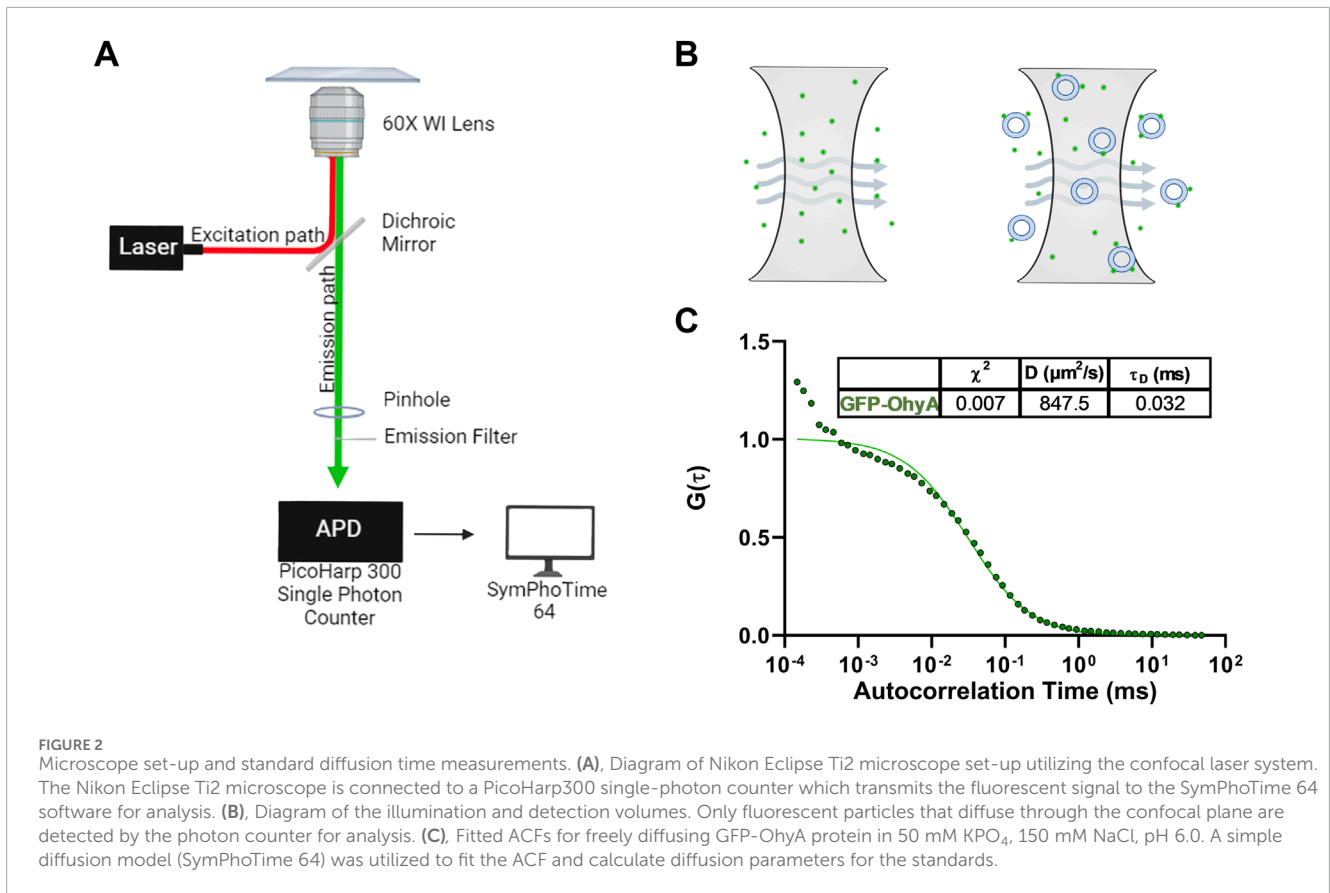 A
60X WI Lens
Laser
Excitation path
Dichroic
Mirror
Emission path
Pinhole
Emission Filter
APD
PicoHarp 300
Single Photon
Counter
SymPhoTime
64
B
C
χ² D (µm²/s) τD (ms)
GFP-OhyA 0.007 847.5 0.032
G(τ)
1.5
1.0
0.5
0.0
10⁻⁴ 10⁻³ 10⁻² 10⁻¹ 10⁰ 10¹ 10²
Autocorrelation Time (ms)
FIGURE 2
Microscope set-up and standard diffusion time measurements. (A), Diagram of Nikon Eclipse Ti2 microscope set-up utilizing the confocal laser system.
The Nikon Eclipse Ti2 microscope is connected to a PicoHarp300 single-photon counter which transmits the fluorescent signal to the SymPhoTime 64
software for analysis. (B), Diagram of the illumination and detection volumes. Only fluorescent particles that diffuse through the confocal plane are
detected by the photon counter for analysis. (C), Fitted ACFs for freely diffusing GFP-OhyA protein in 50 mM KPO₄, 150 mM NaCl, pH 6.0. A simple
diffusion model (SymPhoTime 64) was utilized to fit the ACF and calculate diffusion parameters for the standards.